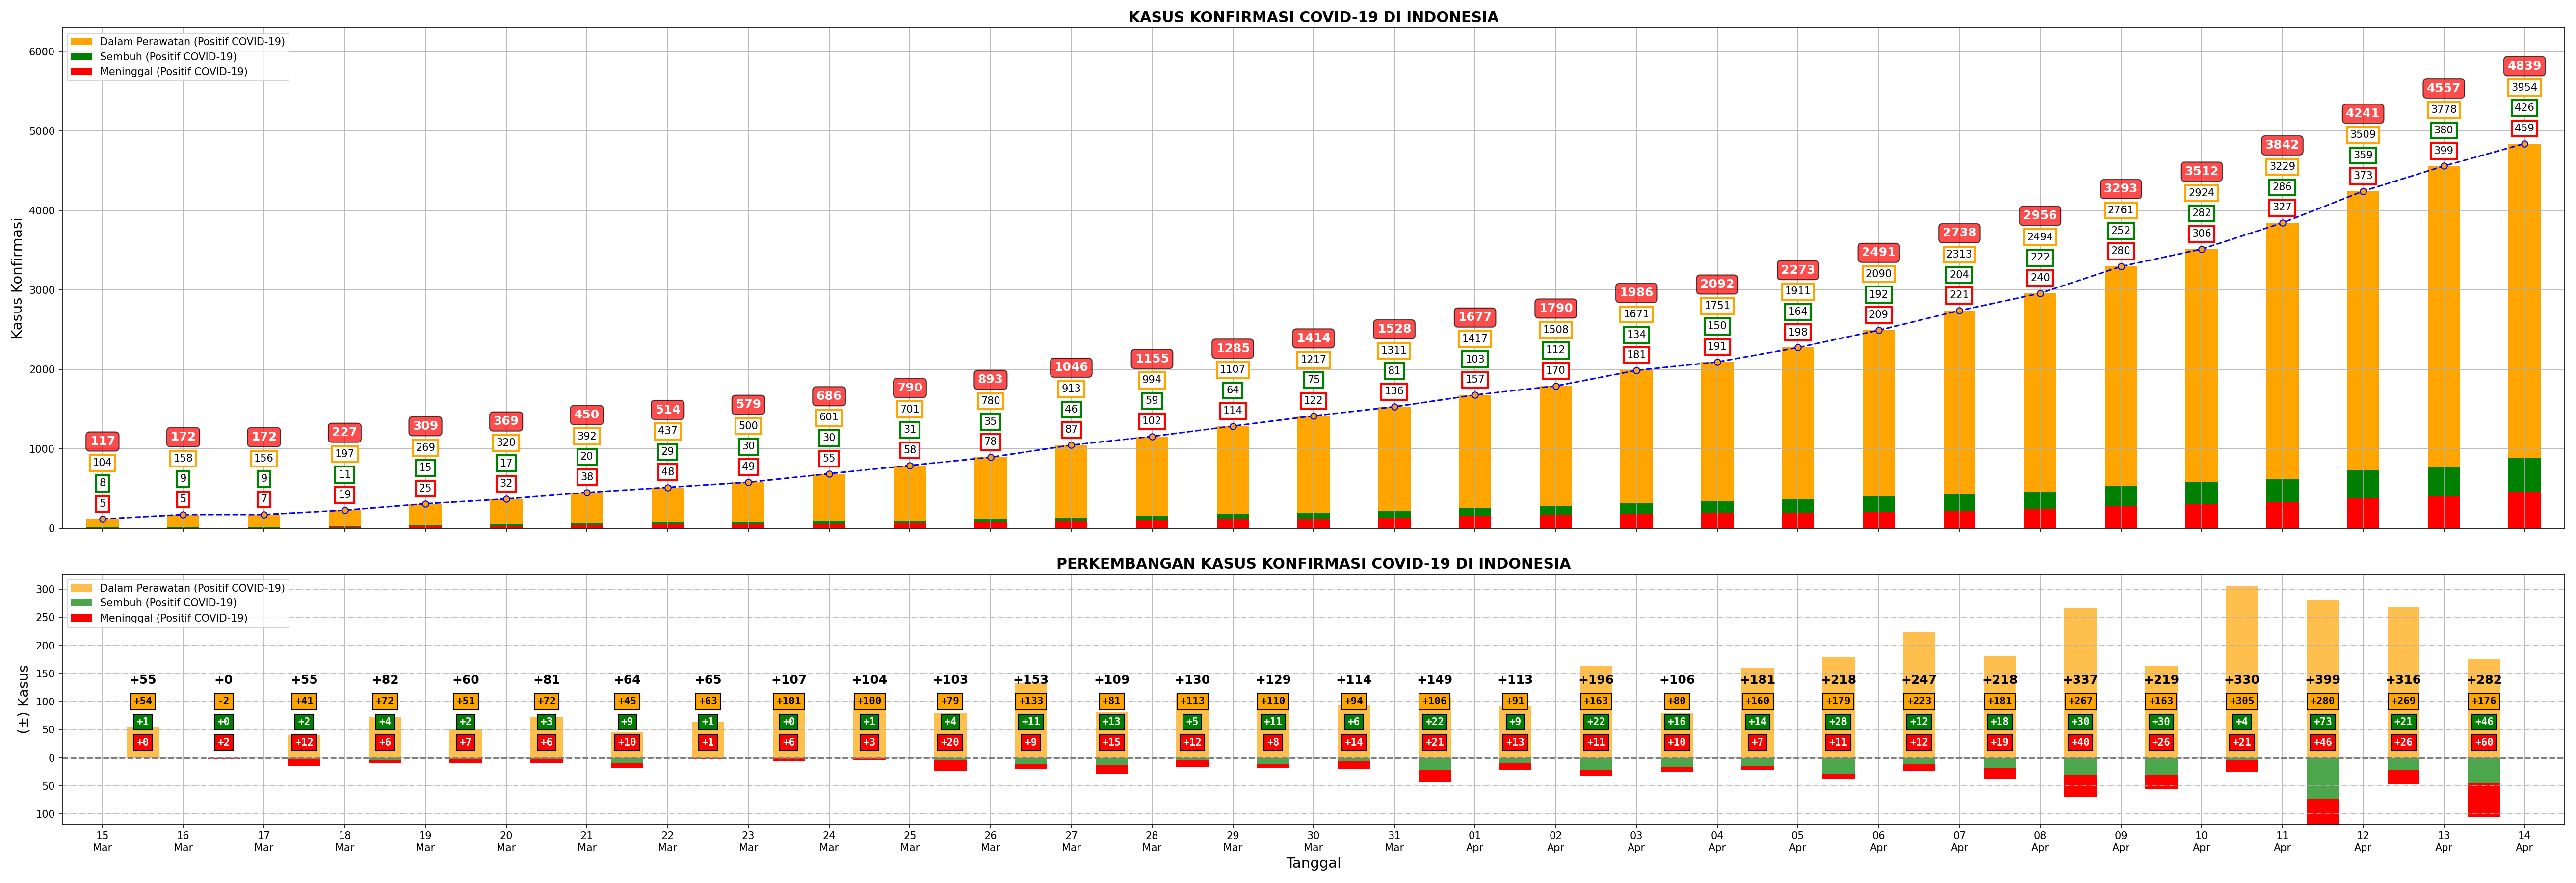 KASUS KONFIRMASI COVID-19 DI INDONESIA
Dalam Perawatan (Positif COVID-19)
Sembuh (Positif COVID-19)
Meninggal (Positif COVID-19)
Kasus Konfirmasi
6000
5000
4000
3000
2000
1000
0
117 172 172 227 309 369 450 514 579 686 790 893 1046 1155 1285 1414 1528 1677 1790 1986 2092 2273 2491 2738 2956 3293 3512 3842 4241 4557 4839
104 158 156 197 269 320 392 437 500 601 701 780 913 994 1107 1217 1311 1417 1508 1671 1751 1911 2090 2313 2494 2761 2924 3229 3509 3778 3954
8 9 9 11 15 17 20 29 30 30 31 35 46 59 64 75 81 103 112 134 150 164 192 204 222 252 282 286 359 380 426
5 5 7 19 25 32 38 48 49 55 58 78 87 102 114 122 136 157 170 181 191 198 209 221 240 280 306 327 373 399 459
PERKEMBANGAN KASUS KONFIRMASI COVID-19 DI INDONESIA
Dalam Perawatan (Positif COVID-19)
Sembuh (Positif COVID-19)
Meninggal (Positif COVID-19)
(±) Kasus
300
250
200
150
100
50
0
50
100
+55 +0 +55 +82 +60 +81 +64 +65 +107 +104 +103 +153 +109 +130 +129 +114 +149 +113 +196 +106 +181 +218 +247 +218 +337 +219 +330 +399 +316 +282
+54 -2 +41 +72 +51 +72 +45 +63 +101 +100 +79 +133 +81 +113 +110 +94 +106 +91 +163 +80 +160 +179 +223 +181 +267 +163 +305 +280 +269 +176
+1 +0 +2 +4 +2 +3 +9 +1 +0 +1 +4 +11 +13 +5 +11 +6 +22 +9 +22 +16 +14 +28 +12 +18 +30 +30 +4 +73 +21 +46
+0 +2 +12 +6 +7 +6 +10 +1 +6 +3 +20 +9 +15 +12 +8 +14 +21 +13 +11 +10 +7 +11 +12 +19 +40 +26 +21 +46 +26 +60
15 16 17 18 19 20 21 22 23 24 25 26 27 28 29 30 31 01 02 03 04 05 06 07 08 09 10 11 12 13 14
Mar Mar Mar Mar Mar Mar Mar Mar Mar Mar Mar Mar Mar Mar Mar Mar Mar Apr Apr Apr Apr Apr Apr Apr Apr Apr Apr Apr Apr Apr Apr
Tanggal